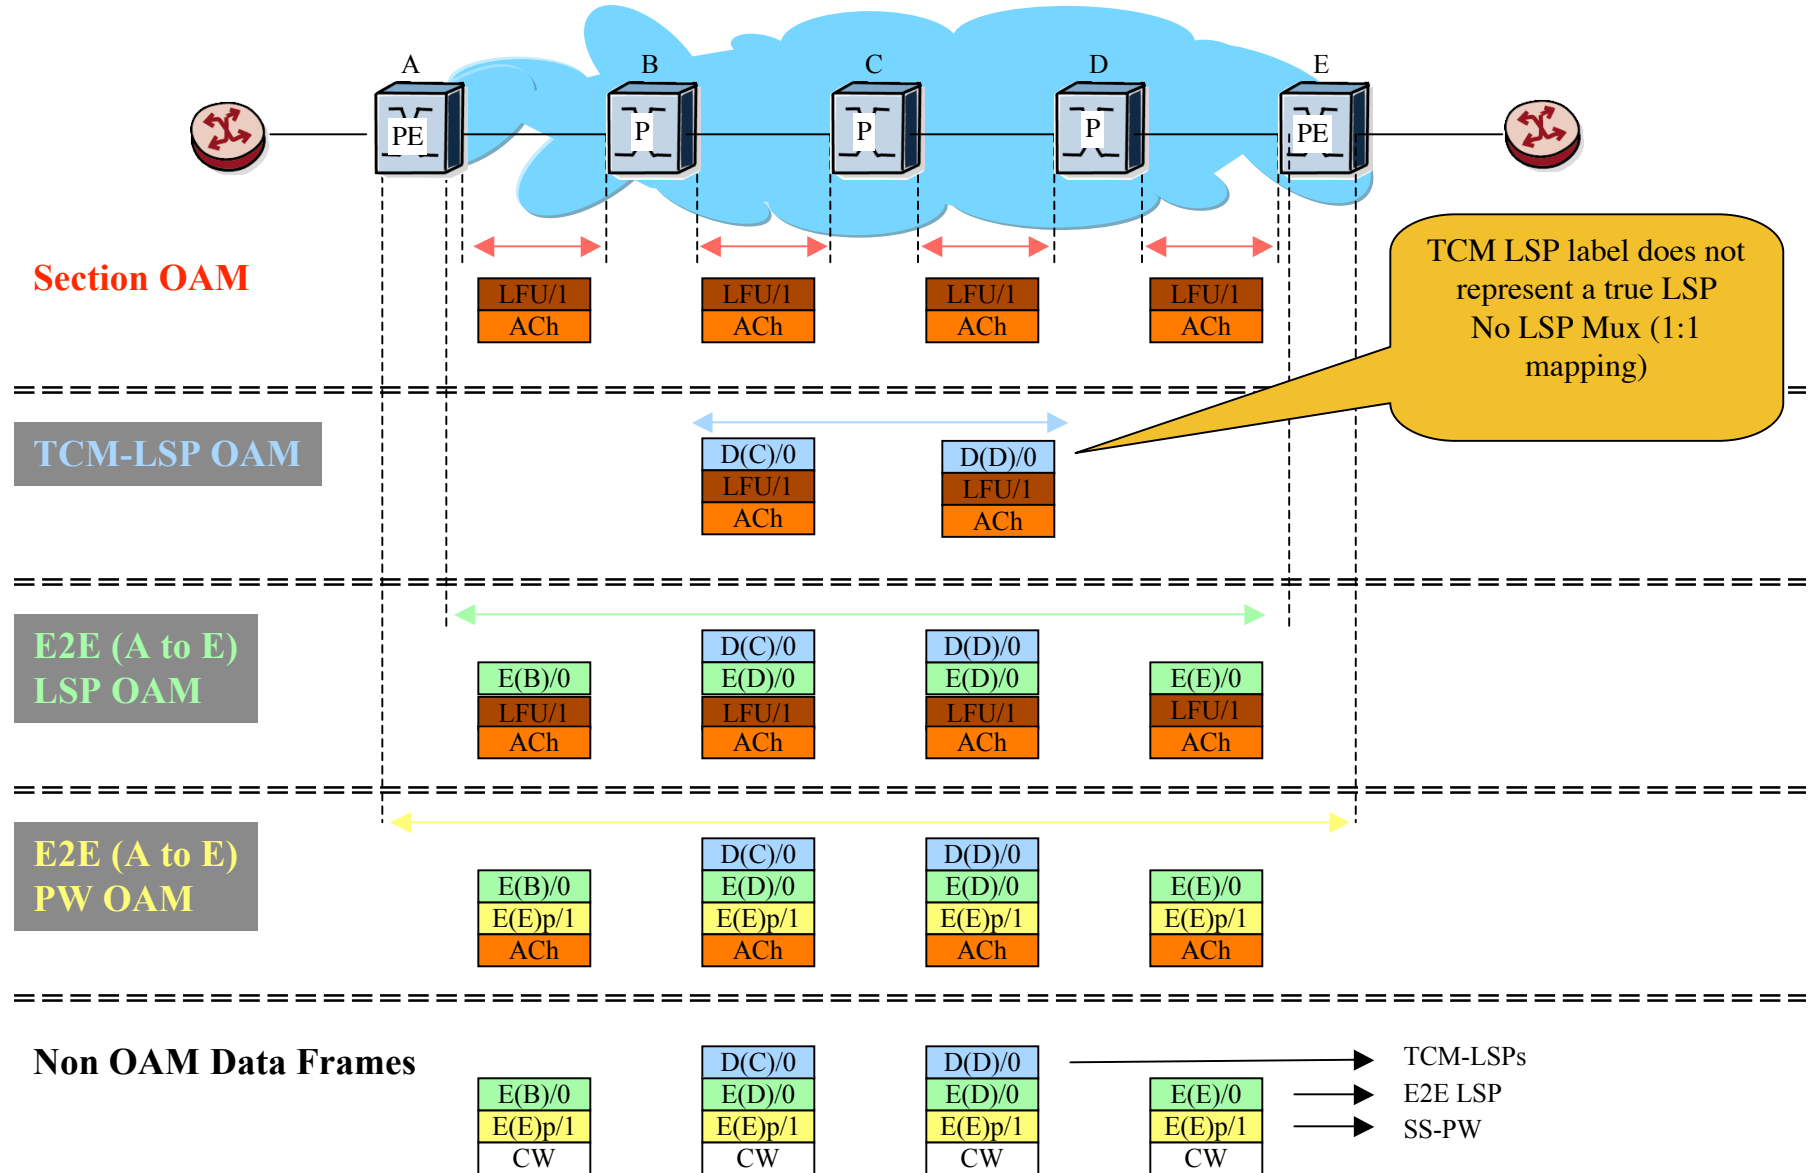 A B C D E
PE P P P PE
TCM LSP label does not
represent a true LSP
No LSP Mux (1:1
mapping)
Section OAM
LFU/1 LFU/1 LFU/1 LFU/1
ACh ACh ACh ACh
TCM-LSP OAM
D(C)/0 D(D)/0
LFU/1 LFU/1
ACh ACh
E2E (A to E)
LSP OAM
D(C)/0 D(D)/0
E(B)/0 E(D)/0 E(D)/0 E(E)/0
LFU/1 LFU/1 LFU/1 LFU/1
ACh ACh ACh ACh
E2E (A to E)
PW OAM
D(C)/0 D(D)/0
E(B)/0 E(D)/0 E(D)/0 E(E)/0
E(E)p/1 E(E)p/1 E(E)p/1 E(E)p/1
ACh ACh ACh ACh
Non OAM Data Frames
D(C)/0 D(D)/0 TCM-LSPs
E(B)/0 E(D)/0 E(D)/0 E(E)/0 E2E LSP
E(E)p/1 E(E)p/1 E(E)p/1 E(E)p/1 SS-PW
CW CW CW CW